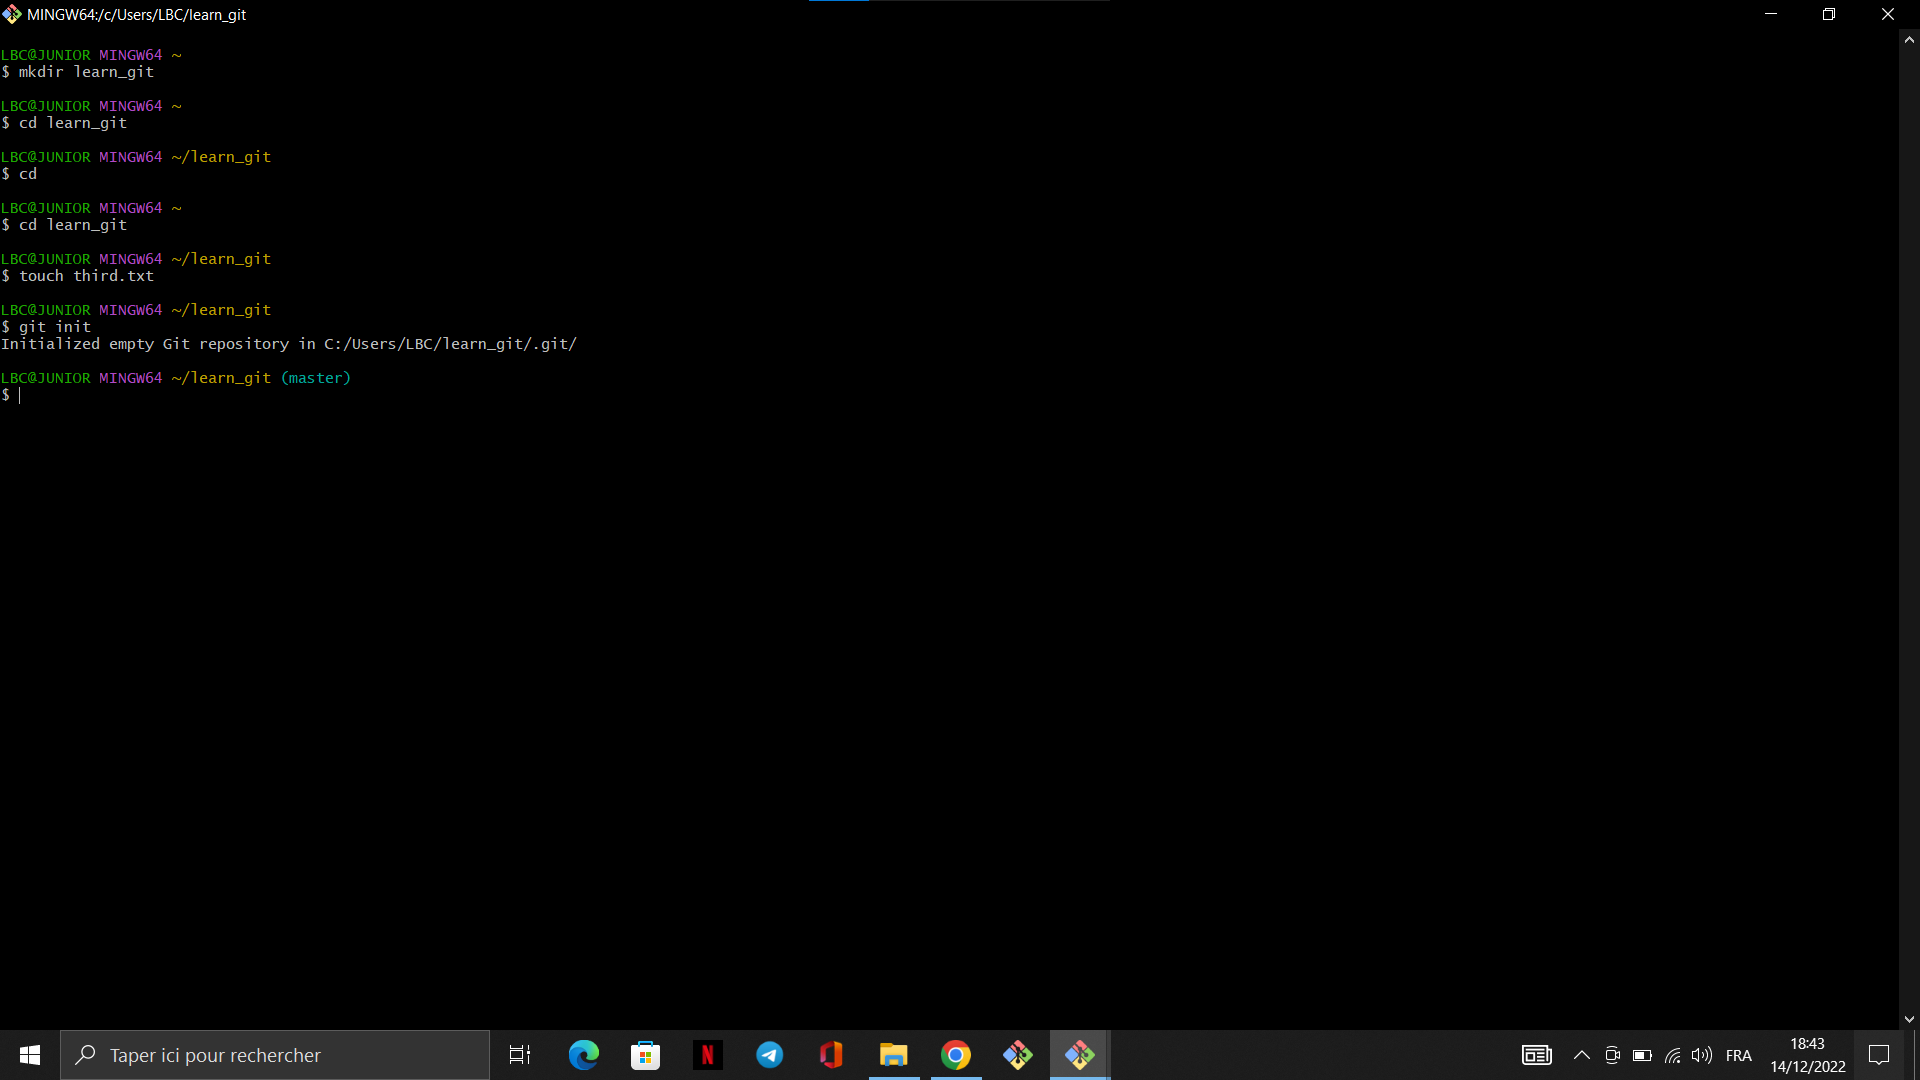 MINGW64:/c/Users/LBC/learn_git
LBC@JUNIOR MINGW64 ~
$ mkdir learn_git
LBC@JUNIOR MINGW64 ~
$ cd learn_git
LBC@JUNIOR MINGW64 ~/learn_git
$ cd
LBC@JUNIOR MINGW64 ~
$ cd learn_git
LBC@JUNIOR MINGW64 ~/learn_git
$ touch third.txt
LBC@JUNIOR MINGW64 ~/learn_git
$ git init
Initialized empty Git repository in C:/Users/LBC/learn_git/.git/
LBC@JUNIOR MINGW64 ~/learn_git (master)
$
Taper ici pour rechercher
N
FRA
18:43
14/12/2022